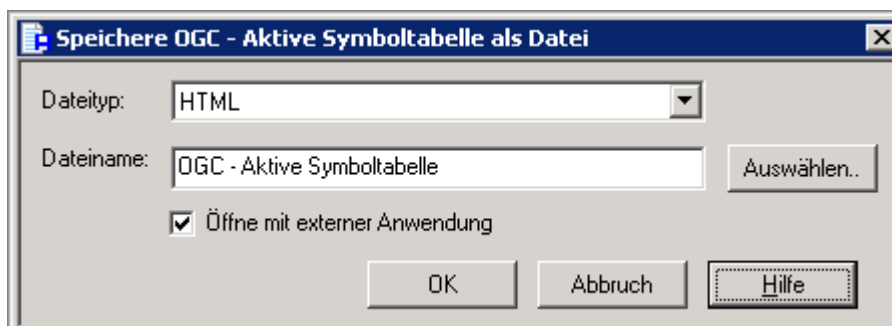 Speichere OGC - Aktive Symboltabelle als Datei
Dateityp: HTML
Dateiname: OGC - Aktive Symboltabelle Auswählen..
Öffne mit externer Anwendung
OK Abbruch Hilfe